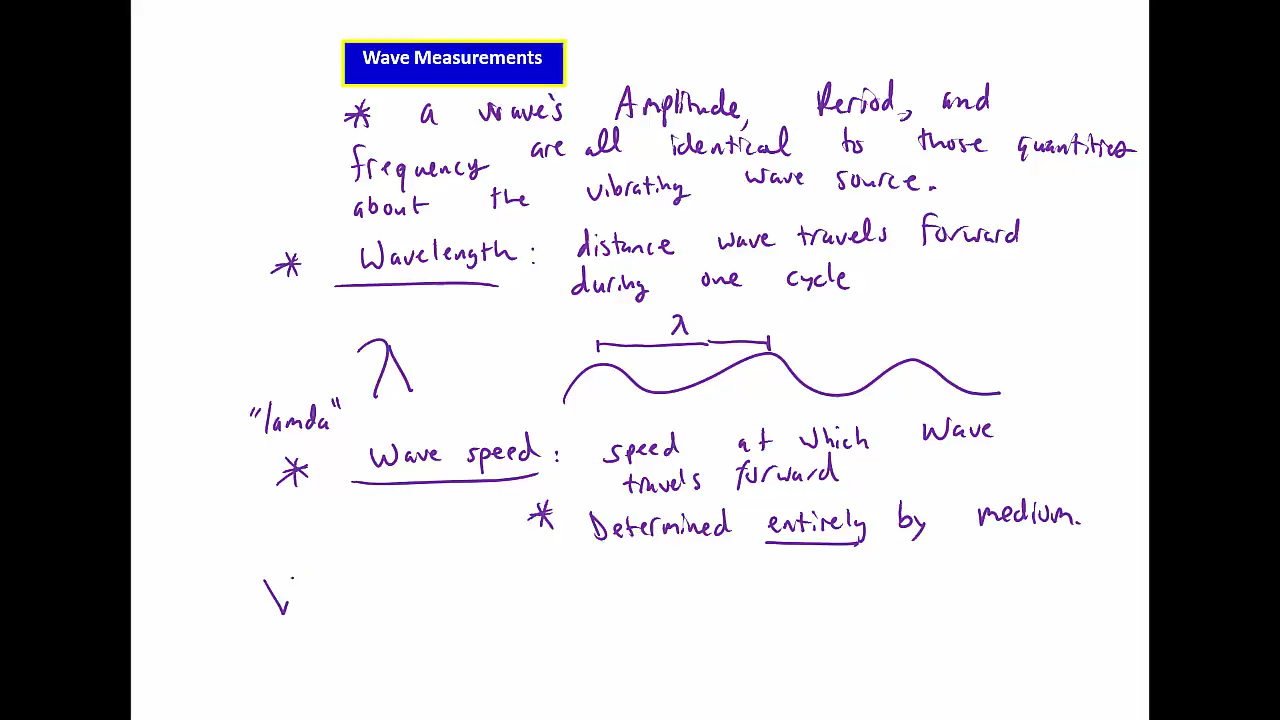 Wave Measurements
* a wave's Amplitude, Period, and
frequency are all identical to those quantities
about the vibrating wave source.
* Wavelength: distance wave travels forward
during one cycle
λ
λ
"lamda"
* Wave speed: speed at which wave
travels forward
* Determined entirely by medium.
V